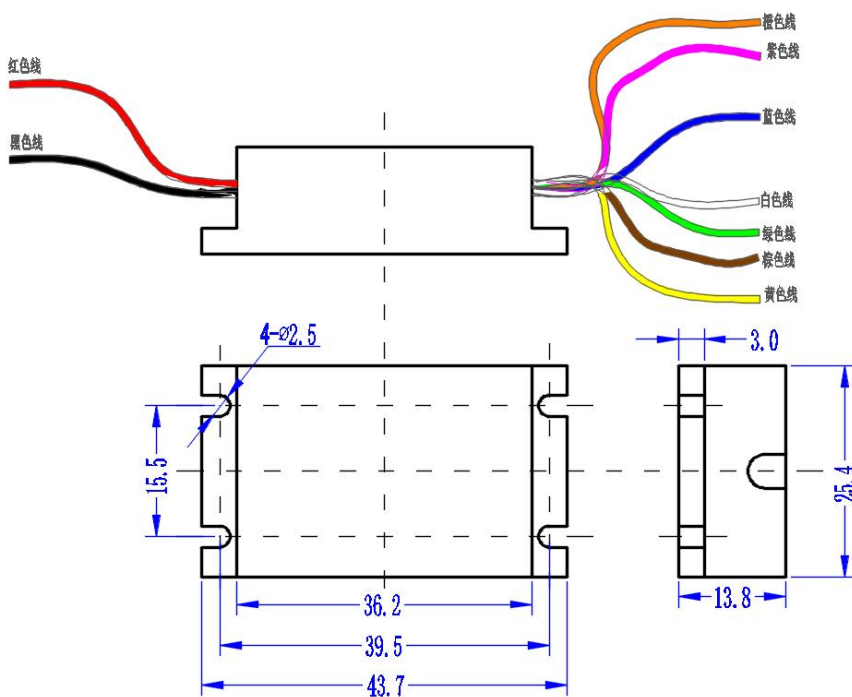 橙色线
紫色线
红色线
蓝色线
黑色线
白色线
绿色线
棕色线
黄色线
4-ø2.5
3.0
15.5
25.4
36.2
13.8
39.5
43.7